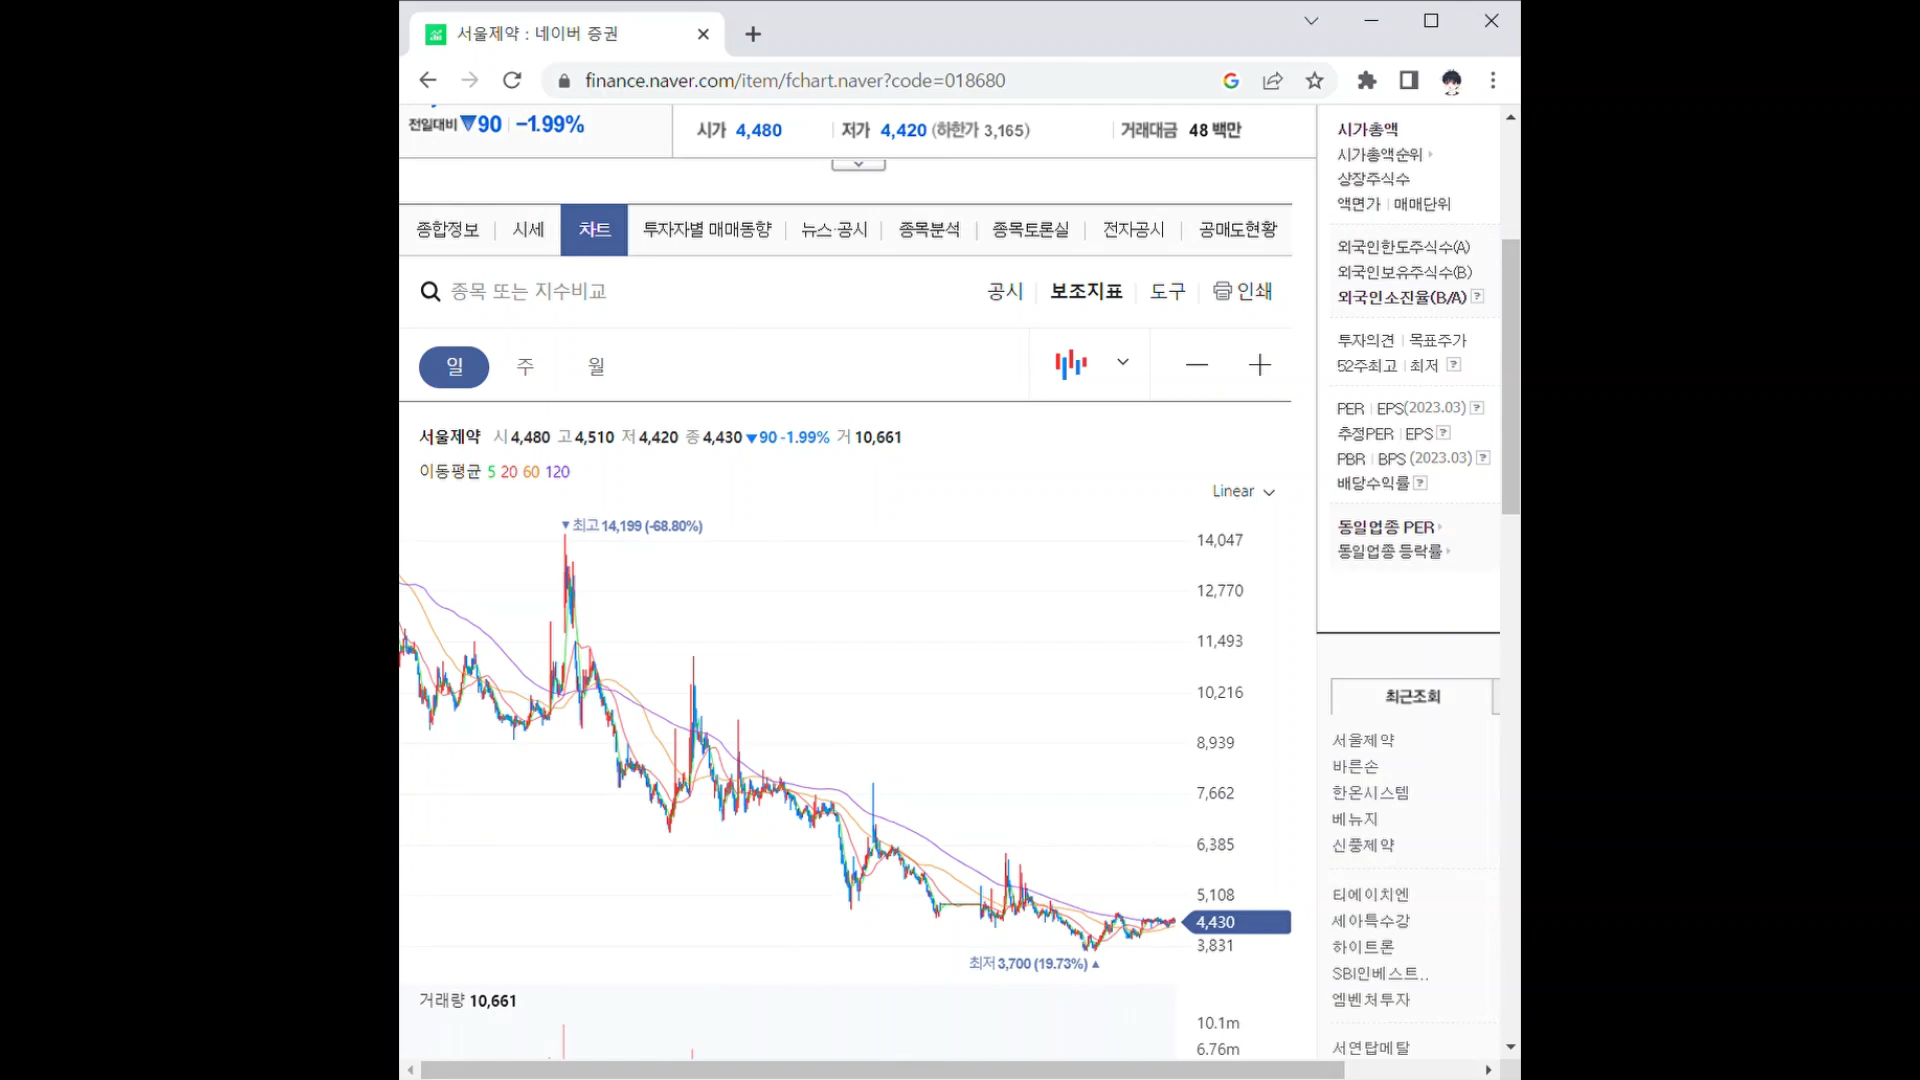 서울제약 : 네이버 증권
finance.naver.com/item/fchart.naver?code=018680
전일대비 ▼90 -1.99%
시가 4,480 저가 4,420 (하한가 3,165) 거래대금 48 백만
종합정보 시세 차트 투자자별 매매동향 뉴스·공시 종목분석 종목토론실 전자공시 공매도현황
종목 또는 지수비교 공시 보조지표 도구 인쇄
일 주 월
서울제약 시 4,480 고 4,510 저 4,420 종 4,430 ▼90 -1.99% 거 10,661
이동평균 5 20 60 120
Linear
▼최고 14,199 (-68.80%)
14,047
12,770
11,493
10,216
8,939
7,662
6,385
5,108
4,430
3,831
최저 3,700 (19.73%) ▲
거래량 10,661
10.1m
6.76m
시가총액
시가총액순위
상장주식수
액면가 | 매매단위
외국인한도주식수(A)
외국인보유주식수(B)
외국인소진율(B/A) ?
투자의견 | 목표주가
52주최고 | 최저 ?
PER | EPS(2023.03) ?
추정PER | EPS ?
PBR | BPS (2023.03) ?
배당수익률 ?
동일업종 PER
동일업종 등락률
최근조회
서울제약
바른손
한온시스템
베뉴지
신풍제약
티에이치엔
세아특수강
하이트론
SBI인베스트..
엠벤처투자
서연탑메탈